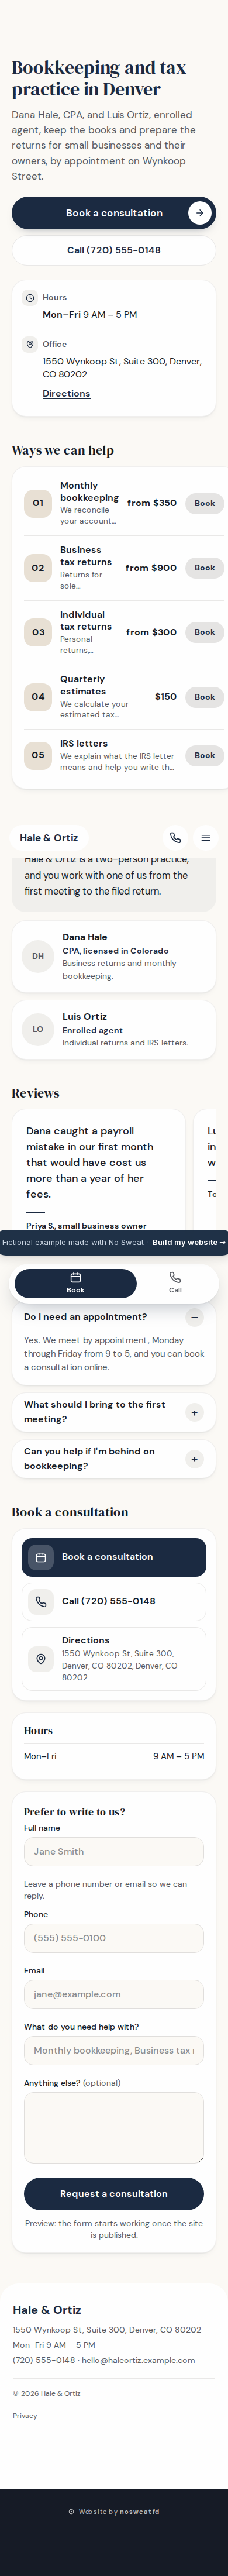 Bookkeeping and tax
practice in Denver
Dana Hale, CPA, and Luis Ortiz, enrolled
agent, keep the books and prepare the
returns for small businesses and their
owners, by appointment on Wynkoop
Street.
Book a consultation
Call (720) 555-0148
Hours
Mon–Fri 9 AM – 5 PM
Office
1550 Wynkoop St, Suite 300, Denver,
CO 80202
Directions
Ways we can help
01
Monthly
bookkeeping
We reconcile
your account…
from $350
Book
02
Business
tax returns
Returns for
sole…
from $900
Book
03
Individual
tax returns
Personal
returns,…
from $300
Book
04
Quarterly
estimates
We calculate your
estimated tax…
$150
Book
05
IRS letters
We explain what the IRS letter
means and help you write th…
Book
Hale & Ortiz
Hale & Ortiz is a two-person practice,
and you work with one of us from the
first meeting to the filed return.
DH
Dana Hale
CPA, licensed in Colorado
Business returns and monthly
bookkeeping.
LO
Luis Ortiz
Enrolled agent
Individual returns and IRS letters.
Reviews
Dana caught a payroll
mistake in our first month
that would have cost us
more than a year of her
fees.
Priya S., small business owner
Lu
in
w
To
Fictional example made with No Sweat · Build my website →
Book
Call
Do I need an appointment?
Yes. We meet by appointment, Monday
through Friday from 9 to 5, and you can book
a consultation online.
What should I bring to the first
meeting?
Can you help if I'm behind on
bookkeeping?
Book a consultation
Book a consultation
Call (720) 555-0148
Directions
1550 Wynkoop St, Suite 300,
Denver, CO 80202, Denver, CO
80202
Hours
Mon–Fri 9 AM – 5 PM
Prefer to write to us?
Full name
Jane Smith
Leave a phone number or email so we can
reply.
Phone
(555) 555-0100
Email
jane@example.com
What do you need help with?
Monthly bookkeeping, Business tax r
Anything else? (optional)
Request a consultation
Preview: the form starts working once the site
is published.
Hale & Ortiz
1550 Wynkoop St, Suite 300, Denver, CO 80202
Mon–Fri 9 AM – 5 PM
(720) 555-0148 · hello@haleortiz.example.com
© 2026 Hale & Ortiz
Privacy
Website by nosweatfd